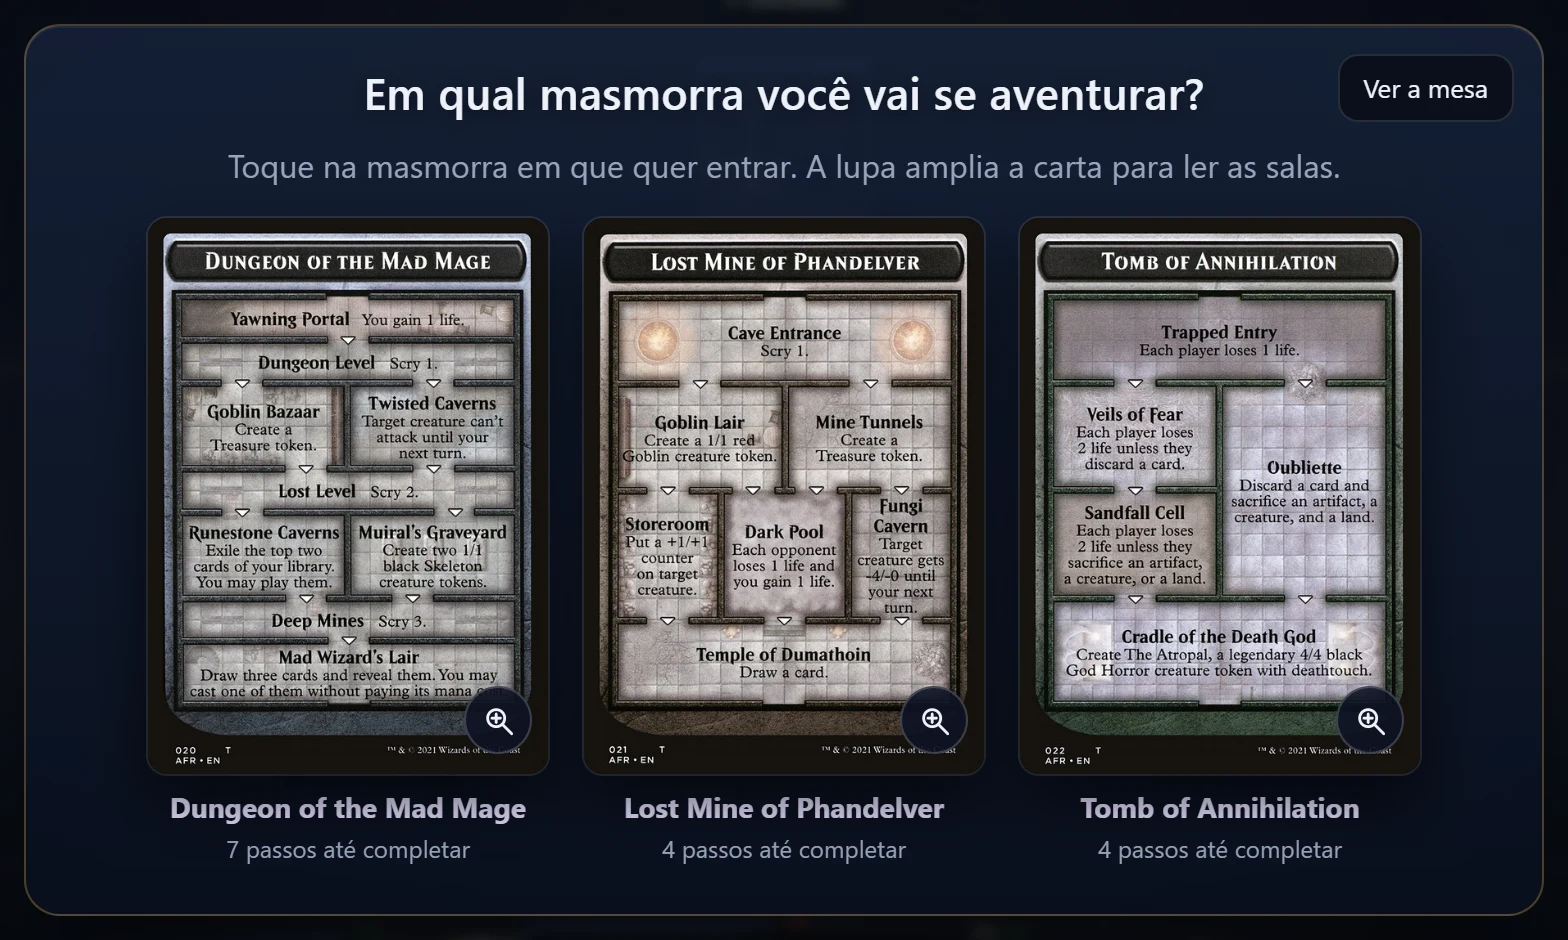 Em qual masmorra você vai se aventurar?
Ver a mesa
Toque na masmorra em que quer entrar. A lupa amplia a carta para ler as salas.
DUNGEON OF THE MAD MAGE
Yawning Portal You gain 1 life.
Dungeon Level Scry 1.
Goblin Bazaar
Create a
Treasure token.
Twisted Caverns
Target creature can't
attack until your
next turn.
Lost Level Scry 2.
Runestone Caverns
Exile the top two
cards of your library.
You may play them.
Muiral's Graveyard
Create two 1/1
black Skeleton
creature tokens.
Deep Mines Scry 3.
Mad Wizard's Lair
Draw three cards and reveal them. You may
cast one of them without paying its mana
020 T
AFR • EN
™ & © 2021 Wizards of
LOST MINE OF PHANDELVER
Cave Entrance
Scry 1.
Goblin Lair
Create a 1/1 red
Goblin creature token.
Mine Tunnels
Create a
Treasure token.
Storeroom
Put a +1/+1
counter
on target
creature.
Dark Pool
Each opponent
loses 1 life and
you gain 1 life.
Fungi
Cavern
Target
creature gets
-4/-0 until
your next
turn.
Temple of Dumathoin
Draw a card.
021 T
AFR • EN
™ & © 2021 Wizards of
TOMB OF ANNIHILATION
Trapped Entry
Each player loses 1 life.
Veils of Fear
Each player loses
2 life unless they
discard a card.
Oubliette
Discard a card and
sacrifice an artifact, a
creature, and a land.
Sandfall Cell
Each player loses
2 life unless they
sacrifice an artifact,
a creature, or a land.
Cradle of the Death God
Create The Atropal, a legendary 4/4 black
God Horror creature token with deathtouch.
022 T
AFR • EN
™ & © 2021 Wizards of
Dungeon of the Mad Mage
7 passos até completar
Lost Mine of Phandelver
4 passos até completar
Tomb of Annihilation
4 passos até completar